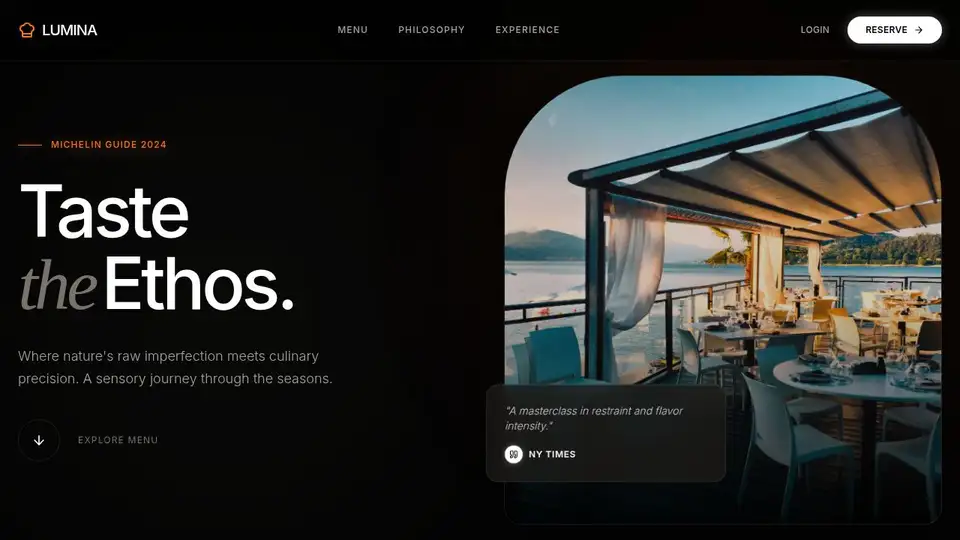 LUMINA
MENU
PHILOSOPHY
EXPERIENCE
LOGIN
RESERVE
MICHELIN GUIDE 2024
Taste
the Ethos.
Where nature's raw imperfection meets culinary
precision. A sensory journey through the seasons.
EXPLORE MENU
"A masterclass in restraint and flavor
intensity."
NY TIMES